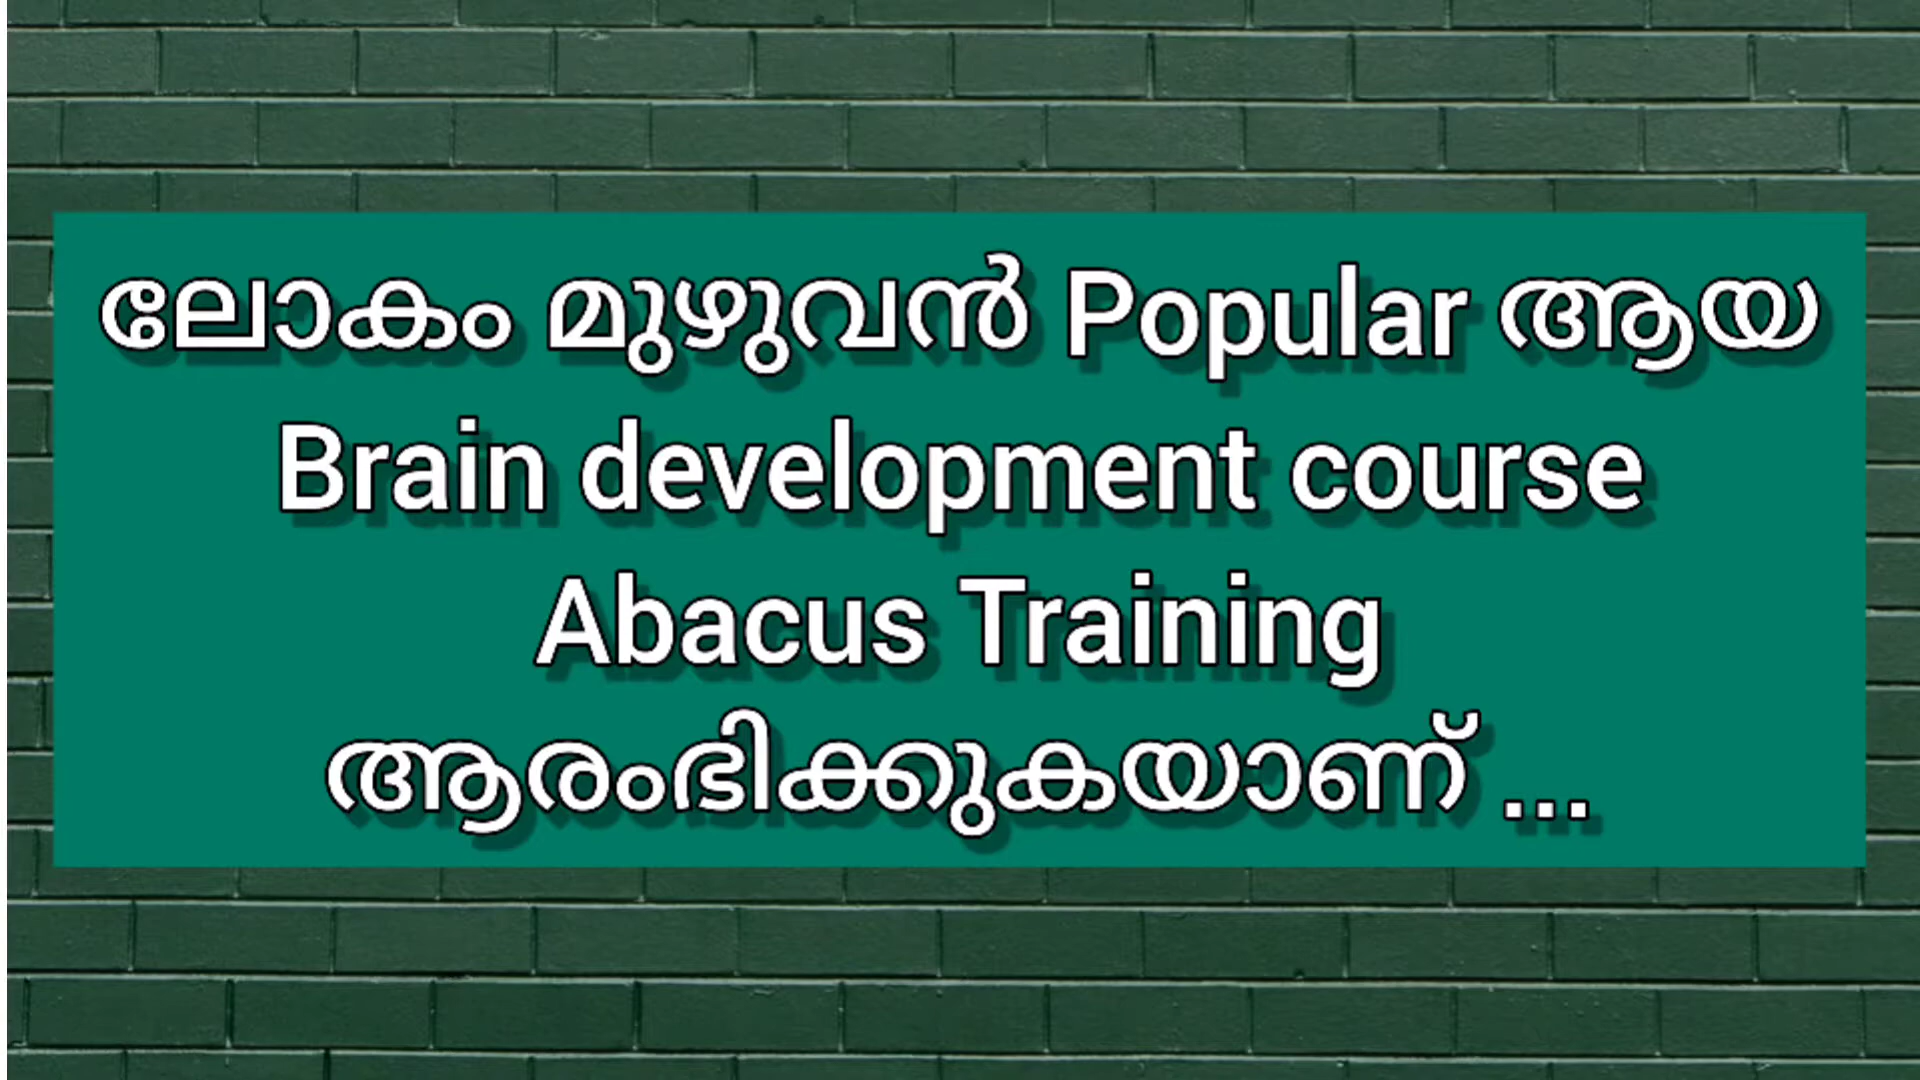 ലോകം മുഴുവൻ Popular ആയ
Brain development course
Abacus Training
ആരംഭിക്കുകയാണ് ...